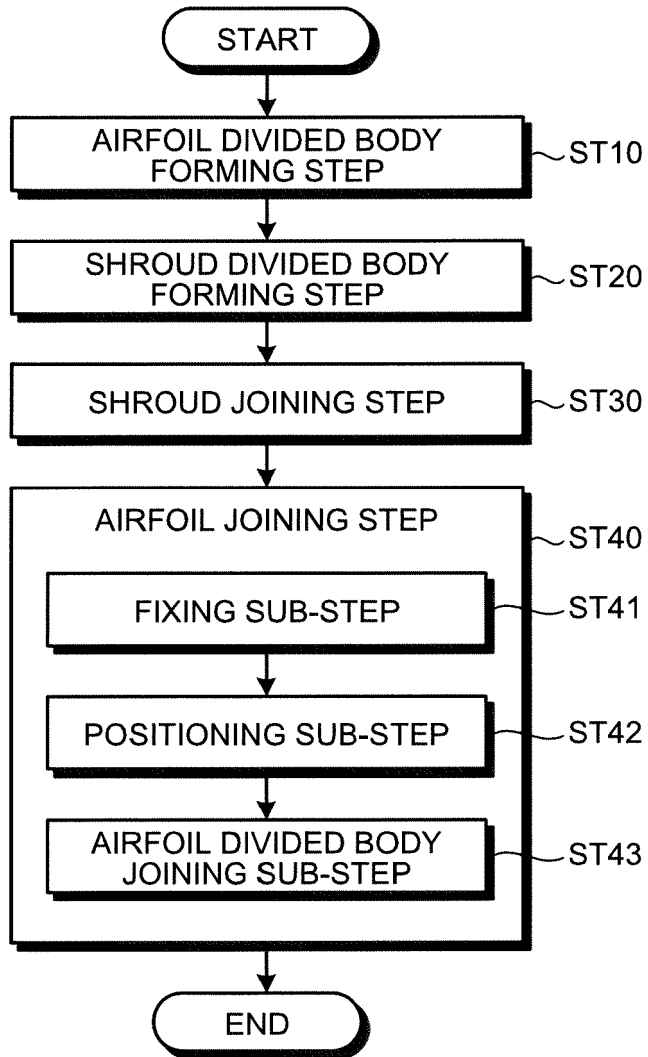 START
AIRFOIL DIVIDED BODY
FORMING STEP
ST10
SHROUD DIVIDED BODY
FORMING STEP
ST20
SHROUD JOINING STEP
ST30
AIRFOIL JOINING STEP
ST40
FIXING SUB-STEP
ST41
POSITIONING SUB-STEP
ST42
AIRFOIL DIVIDED BODY
JOINING SUB-STEP
ST43
END